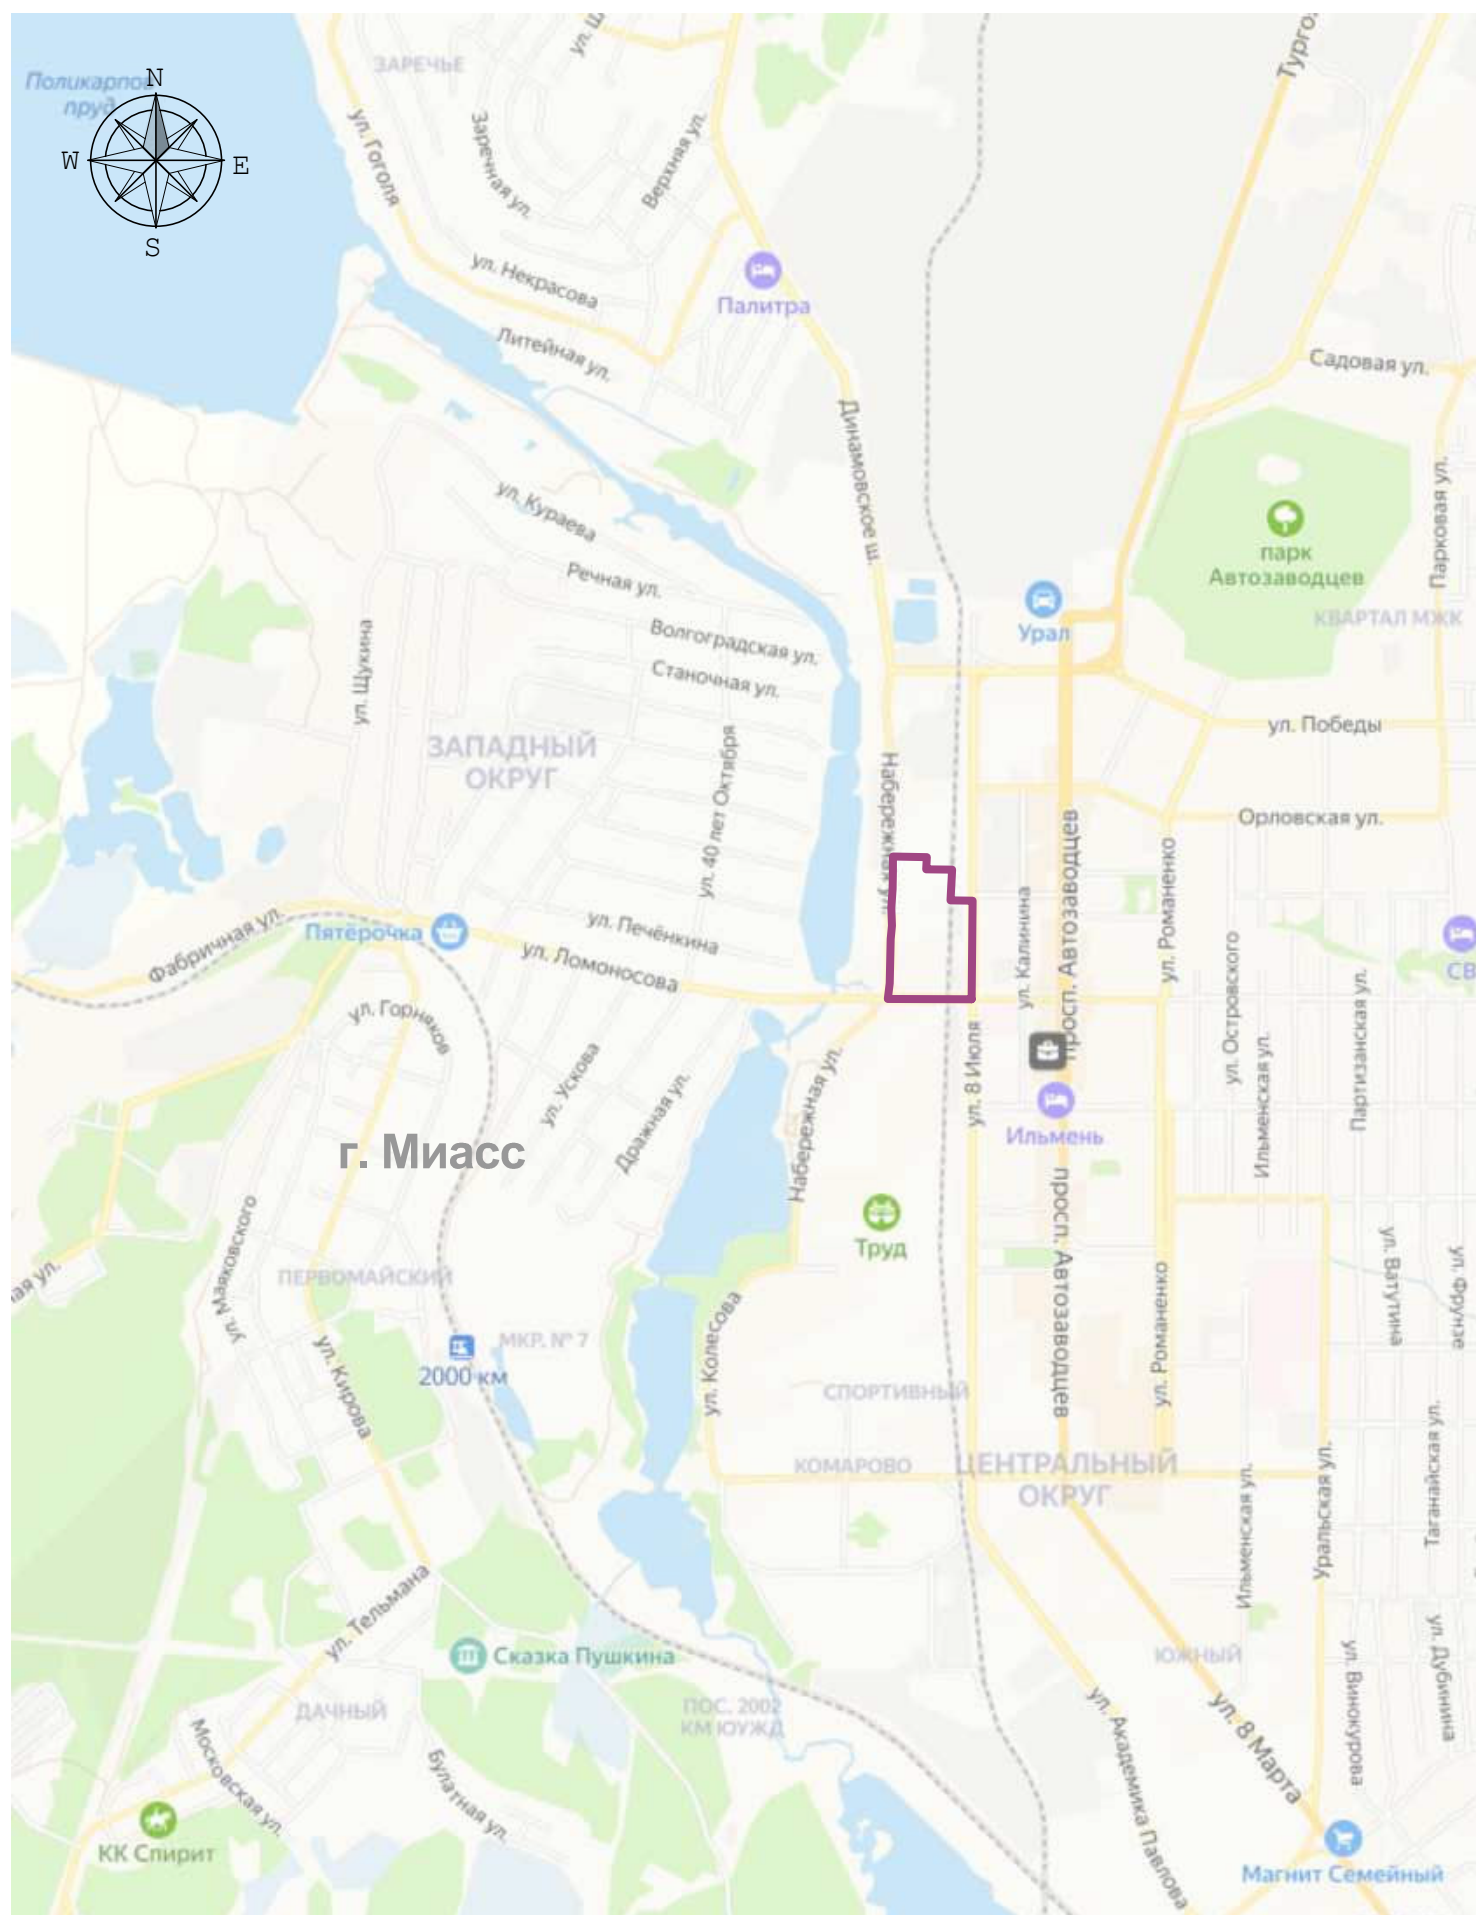 ЗАРЕЧЬЕ
Поликарпов
пруд
N
W
E
S
ул. Ш
Турго
ул. Гоголя
Заречная ул.
Верхняя ул.
ул. Некрасова
Палитра
Литейная ул.
Садовая ул.
Динамовское ш.
Парковая ул.
парк
Автозаводцев
КВАРТАЛ МЖК
ул. Кураева
Речная ул.
Урал
ул. Щукина
Волгоградская ул.
Станочная ул.
ул. Победы
ЗАПАДНЫЙ
ОКРУГ
ул. 40 лет Октября
Набережная ул.
просп. Автозаводцев
Орловская ул.
ул. Романенко
ул. Калинина
Фабричная ул.
Пятёрочка
ул. Печёнкина
ул. Ломоносова
ул. Островского
СВ
Партизанская ул.
ул. Горняков
ул. 8 Июля
Ильменская ул.
ул. Ускова
Дражная ул.
Набережная ул.
Ильмень
г. Миасс
Труд
просп. Автозаводцев
ул. Маяковского
ная ул.
ПЕРВОМАЙСКИЙ
ул. Ватутина
ул. Фрунзе
ул. Романенко
МКР. № 7
2000 км
ул. Кирова
ул. Колесова
СПОРТИВНЫЙ
КОМАРОВО
ЦЕНТРАЛЬНЫЙ
ОКРУГ
Таганайская ул.
Уральская ул.
Ильменская ул.
ул. Тельмана
Сказка Пушкина
ЮЖНЫЙ
ул. Дубинина
ул. Винокурова
ДАЧНЫЙ
ПОС. 2002
КМ ЮУЖД
ул. 8 Марта
ул. Академика Павлова
Московская ул.
Булатная ул.
КК Спирит
Магнит Семейный